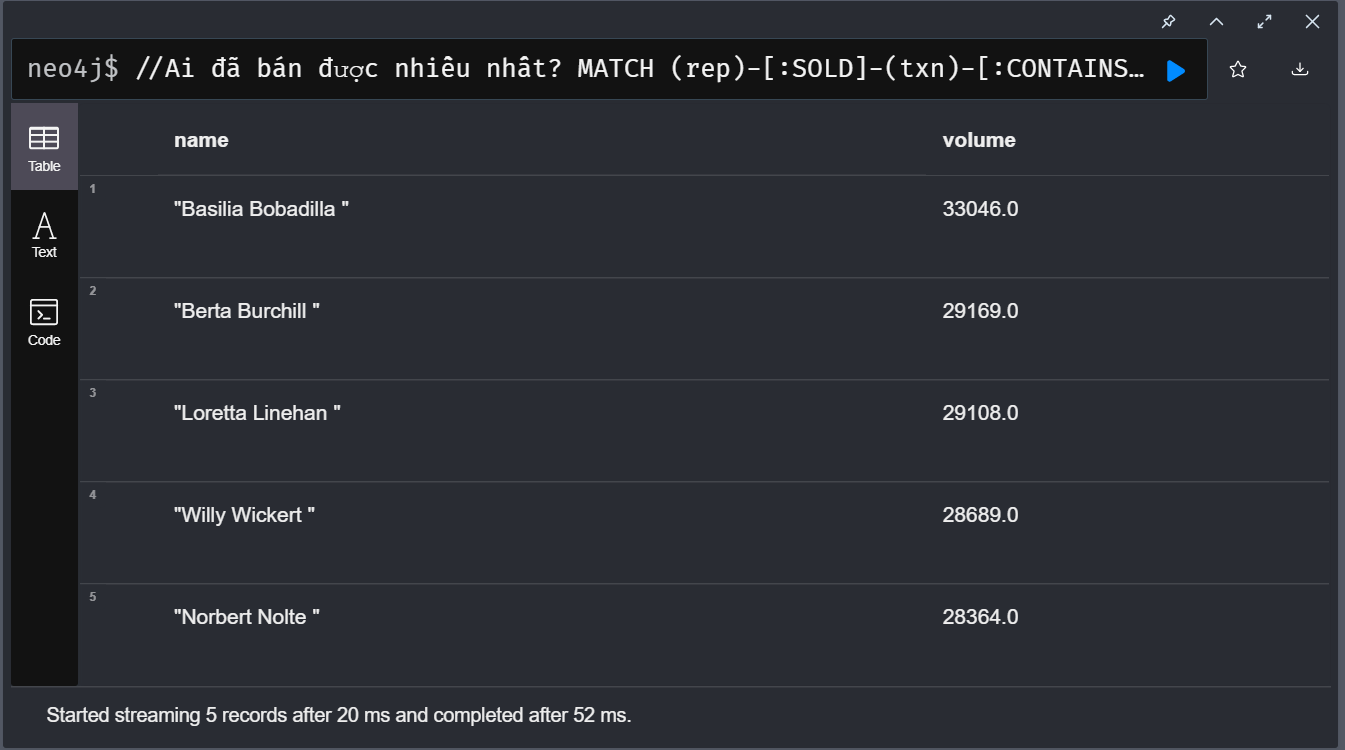 neo4j$ //Ai đã bán được nhiêu nhất? MATCH (rep)-[:SOLD]-(txn)-[:CONTAINS…
Table
Text
Code
name volume
1 "Basilia Bobadilla " 33046.0
2 "Berta Burchill " 29169.0
3 "Loretta Linehan " 29108.0
4 "Willy Wickert " 28689.0
5 "Norbert Nolte " 28364.0
Started streaming 5 records after 20 ms and completed after 52 ms.